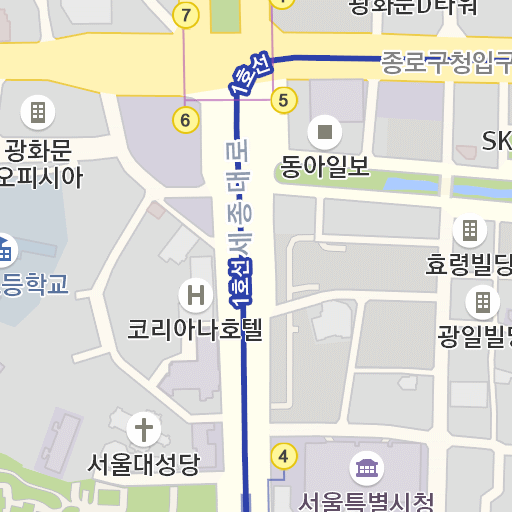 광화문D타워
7
4
1호선
종로구청입구
6
5
광화문
오피시아
동아일보
SK
세종대로
효령빌딩
등학교
1호선
H
코리아나호텔
광일빌딩
서울대성당
4
서울특별시청